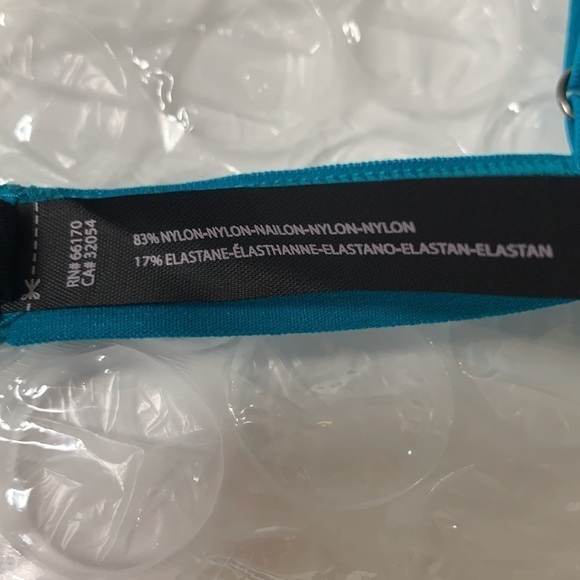 RN# 66170
CA# 32054
83% NYLON-NYLON-NAILON-NYLON-NYLON
17% ELASTANE-ÉLASTHANNE-ELASTANO-ELASTAN-ELASTAN